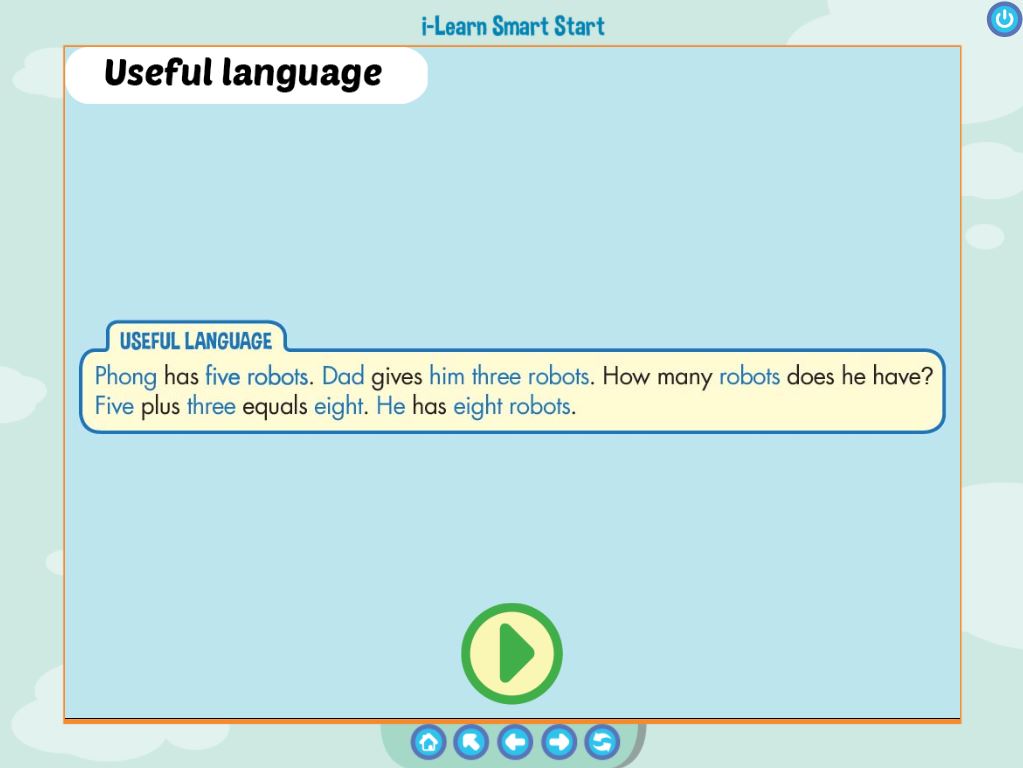 i-Learn Smart Start
Useful language
USEFUL LANGUAGE
Phong has five robots. Dad gives him three robots. How many robots does he have?
Five plus three equals eight. He has eight robots.